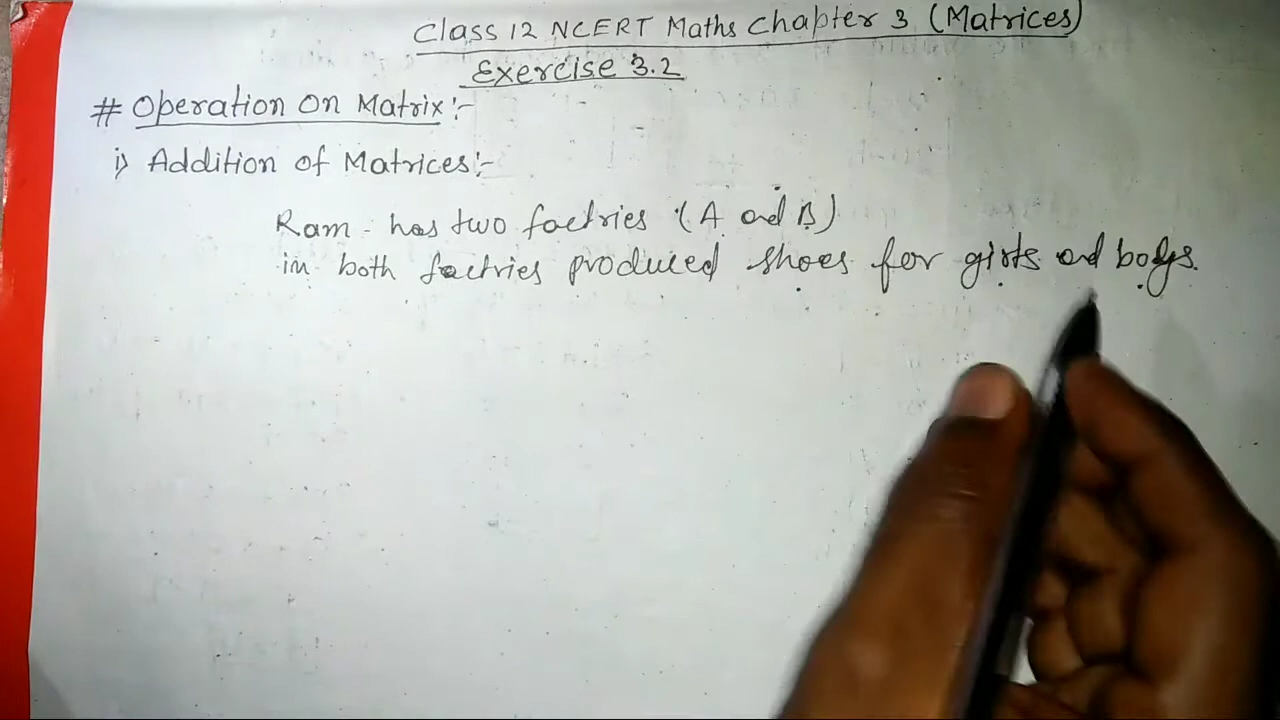 Class 12 NCERT Maths Chapter 3 (Matrices)
Exercise 3.2
# Operation On Matrix:-
i) Addition of Matrices:-
Ram - has two factries (A and B)
in both factries produced shoes for girls and boys.